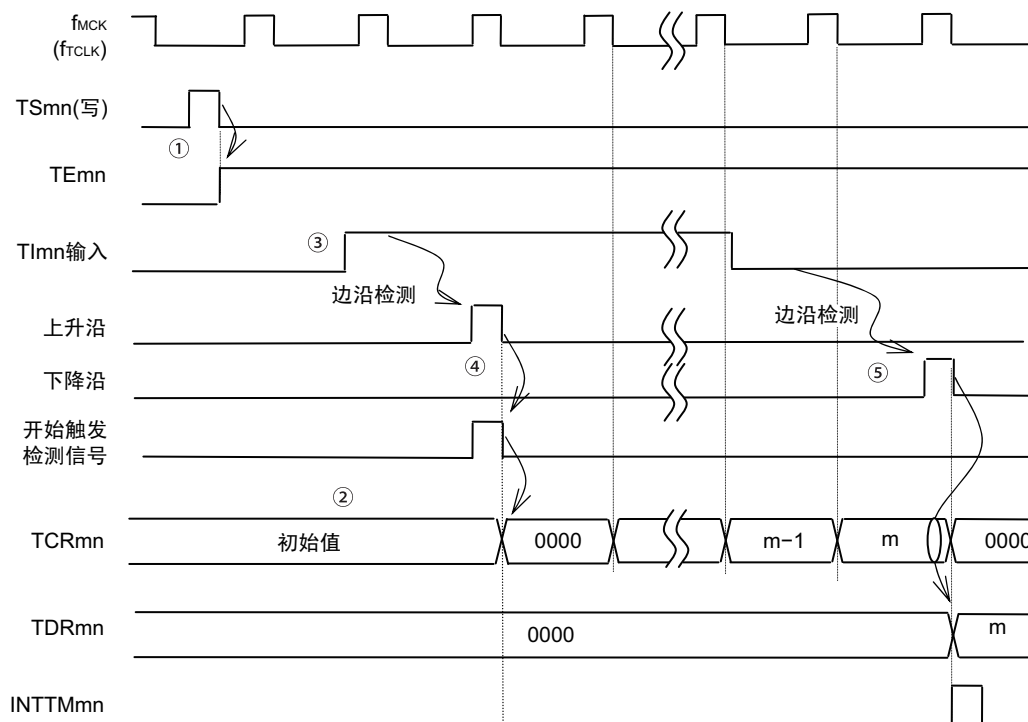 fMCK
(fTCLK)
TSmn(写)
①
TEmn
TImn输入
③
边沿检测
边沿检测
上升沿
④
⑤
下降沿
开始触发
检测信号
②
TCRmn
初始值
0000
m−1
m
0000
TDRmn
0000
m
INTTMmn